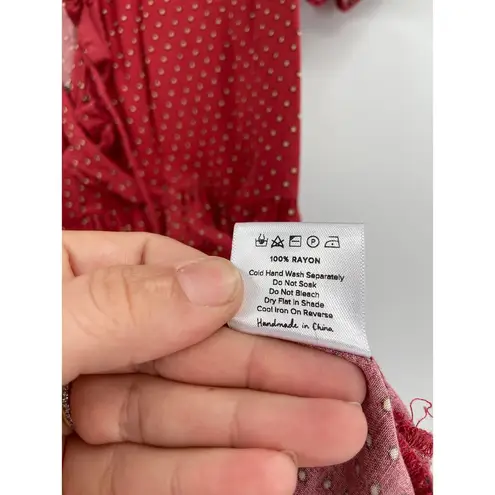 100% RAYON
Cold Hand Wash Separately
Do Not Soak
Do Not Bleach
Dry Flat in Shade
Cool Iron On Reverse
Handmade in China